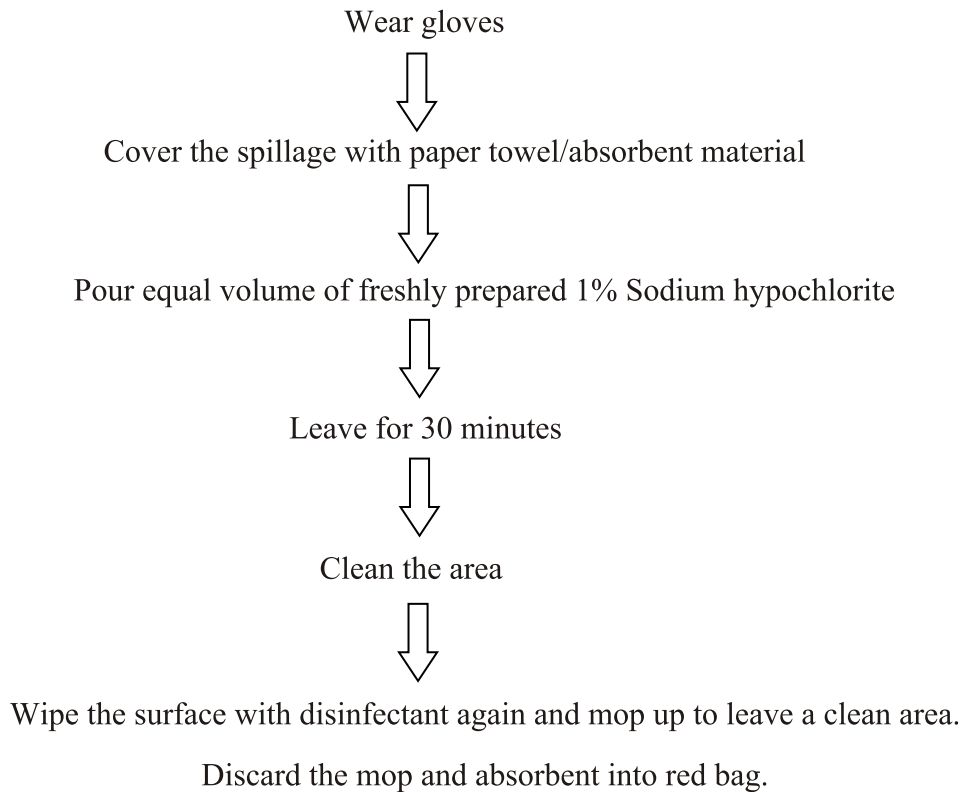 Wear gloves
Cover the spillage with paper towel/absorbent material
Pour equal volume of freshly prepared 1% Sodium hypochlorite
Leave for 30 minutes
Clean the area
Wipe the surface with disinfectant again and mop up to leave a clean area.
Discard the mop and absorbent into red bag.